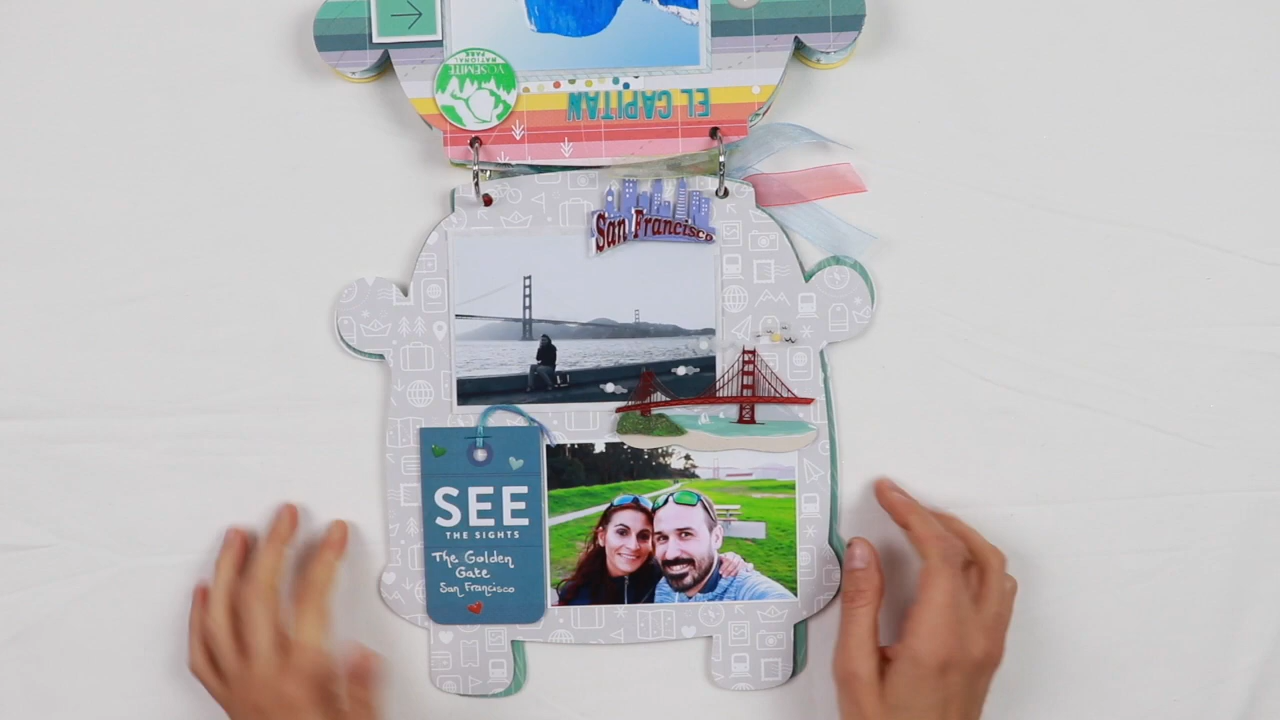 YOSEMITE
NATIONAL
PARK
EL CAPITAN
San Francisco
SEE
THE SIGHTS
The Golden
Gate
San Francisco